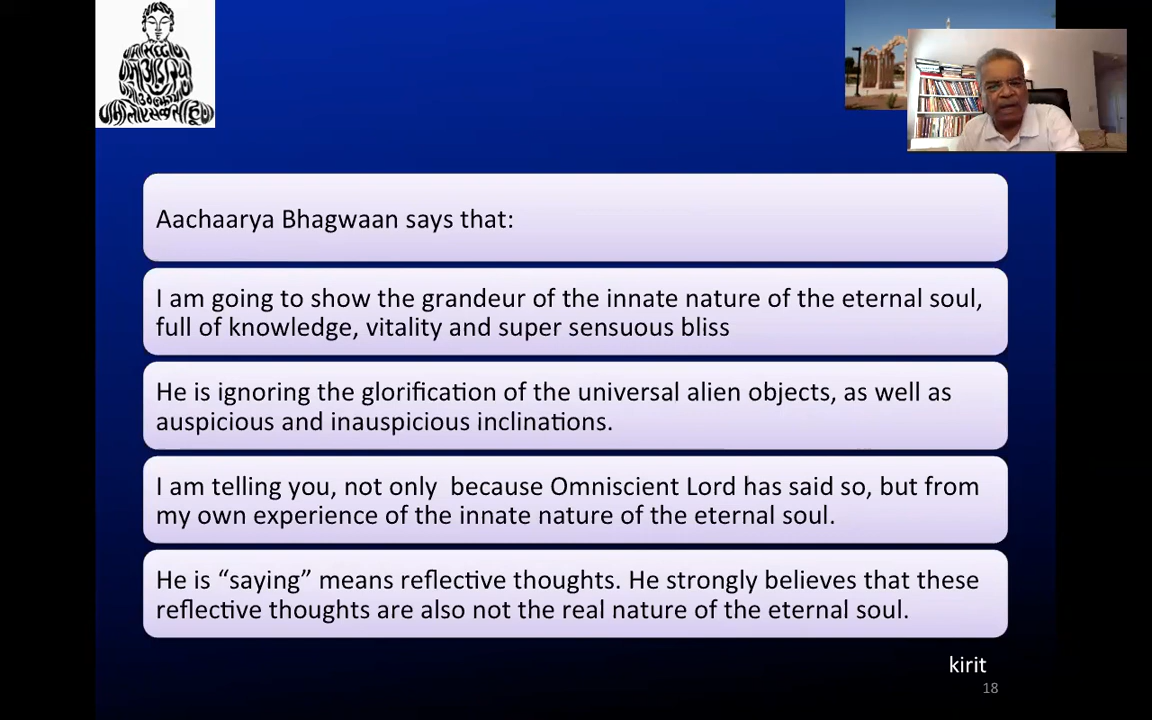 Aachaarya Bhagwaan says that:
I am going to show the grandeur of the innate nature of the eternal soul,
full of knowledge, vitality and super sensuous bliss
He is ignoring the glorification of the universal alien objects, as well as
auspicious and inauspicious inclinations.
I am telling you, not only  because Omniscient Lord has said so, but from
my own experience of the innate nature of the eternal soul.
He is “saying” means reflective thoughts. He strongly believes that these
reflective thoughts are also not the real nature of the eternal soul.
kirit
18